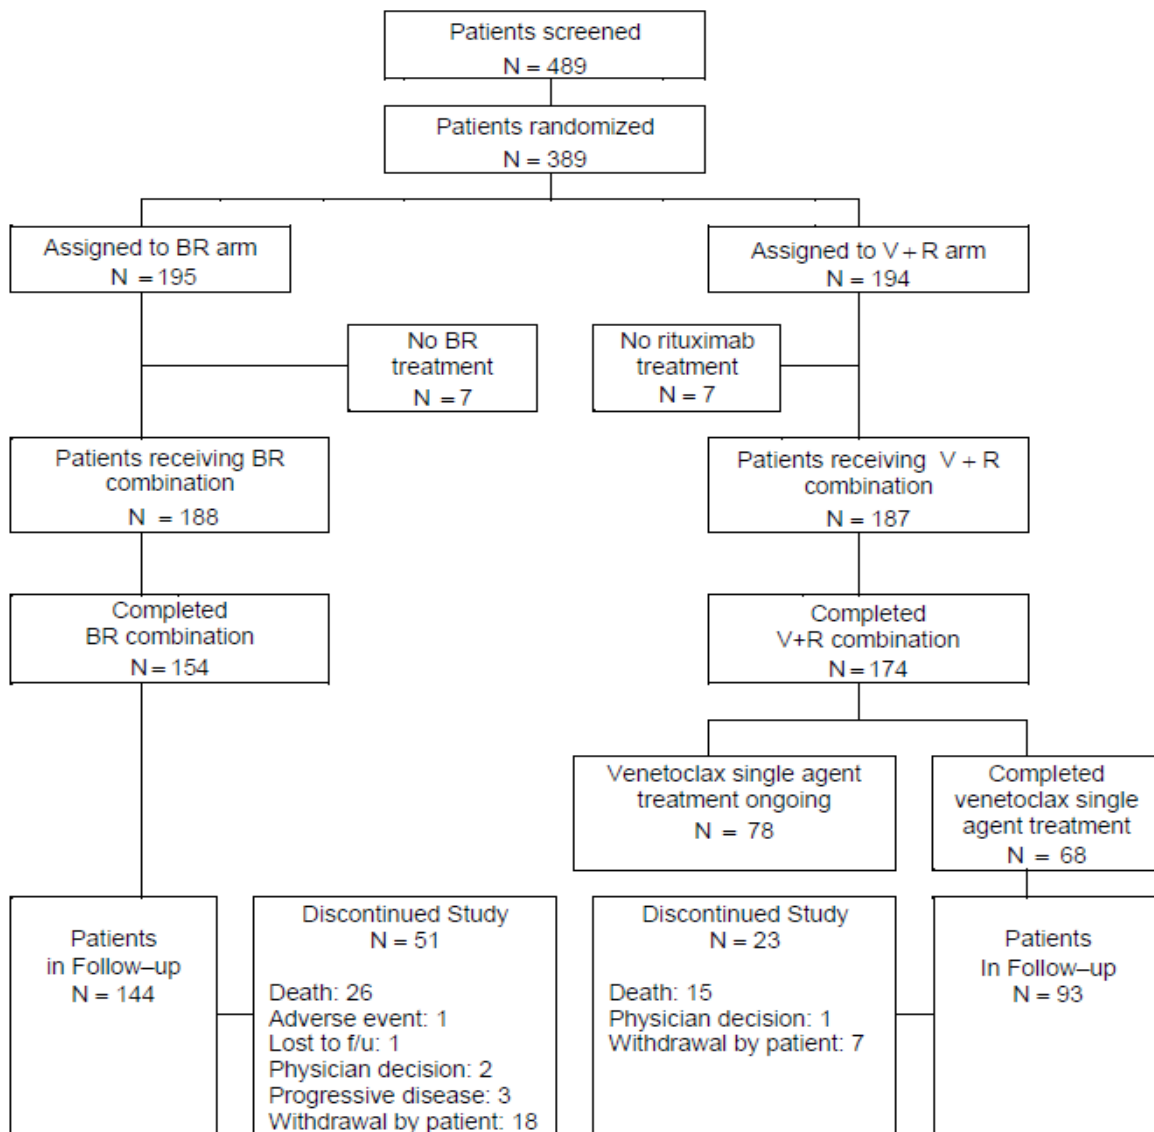 Patients screened
N = 489
Patients randomized
N = 389
Assigned to BR arm
N = 195
Assigned to V + R arm
N = 194
No BR
treatment
N = 7
No rituximab
treatment
N = 7
Patients receiving BR
combination
N = 188
Patients receiving V + R
combination
N = 187
Completed
BR combination
N = 154
Completed
V+R combination
N = 174
Venetoclax single agent
treatment ongoing
N = 78
Completed
venetoclax single
agent treatment
N = 68
Patients
in Follow–up
N = 144
Discontinued Study
N = 51
Death: 26
Adverse event: 1
Lost to f/u: 1
Physician decision: 2
Progressive disease: 3
Withdrawal by patient: 18
Discontinued Study
N = 23
Death: 15
Physician decision: 1
Withdrawal by patient: 7
Patients
In Follow–up
N = 93